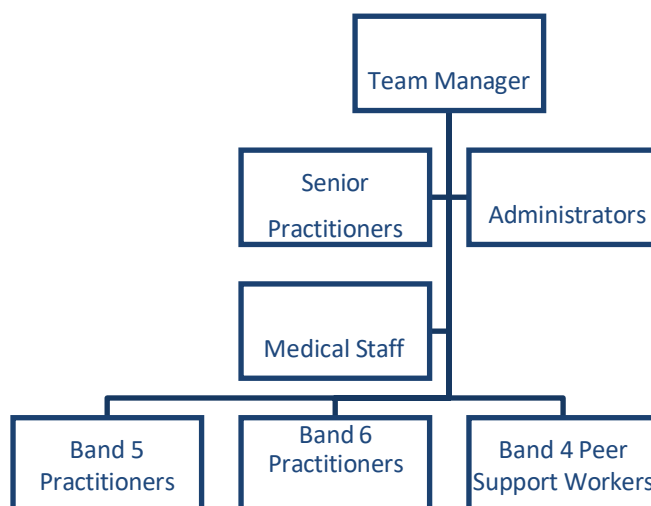 Team Manager
Senior
Practitioners
Administrators
Medical Staff
Band 5
Practitioners
Band 6
Practitioners
Band 4 Peer
Support Workers